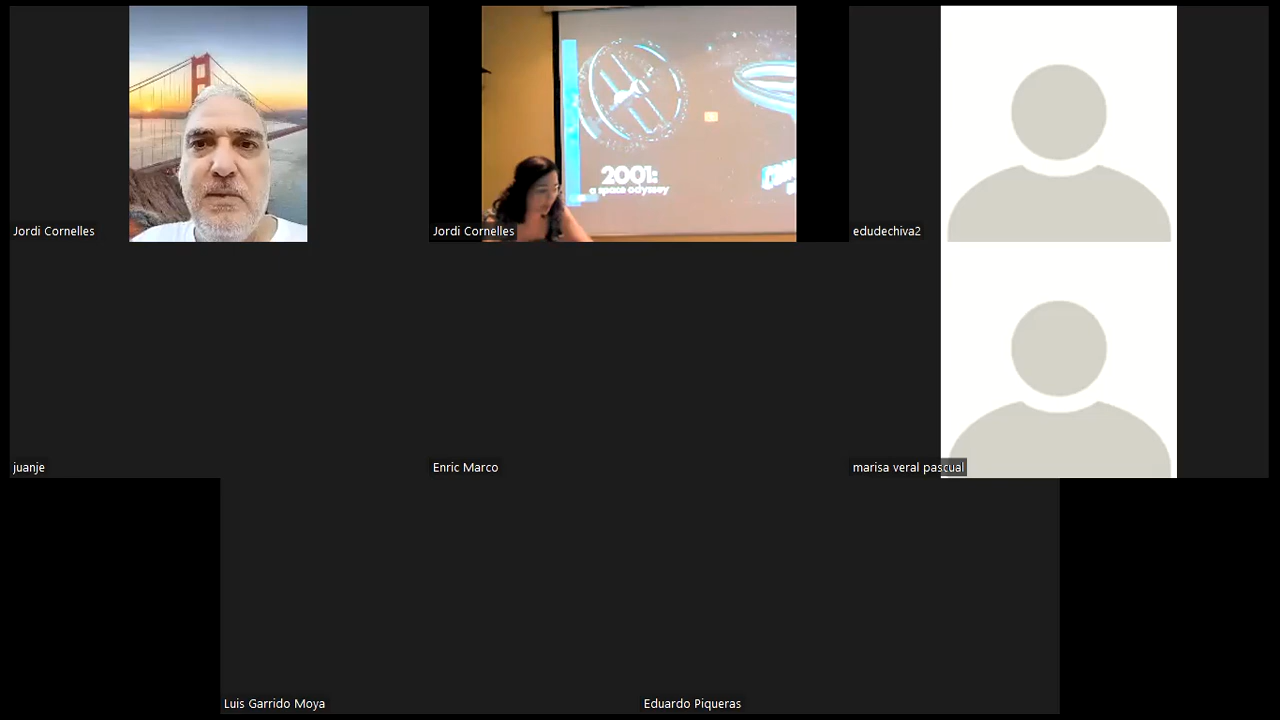 2001:
a space odyssey
Jordi Cornelles
Jordi Cornelles
edudechiva2
juanje
Enric Marco
marisa veral pascual
Luis Garrido Moya
Eduardo Piqueras